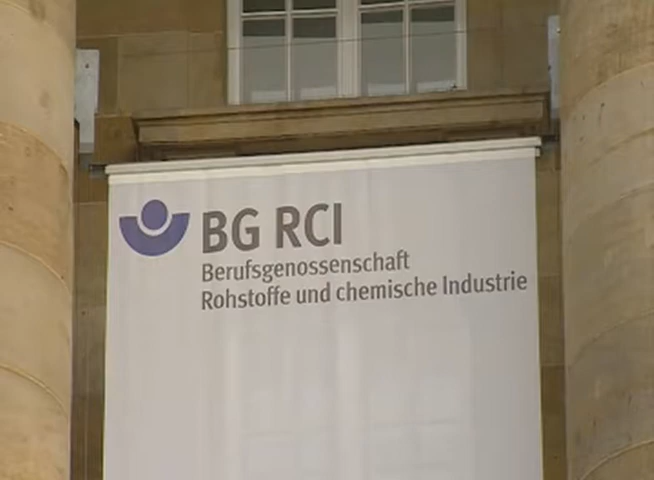 BG RCI
Berufsgenossenschaft
Rohstoffe und chemische Industrie